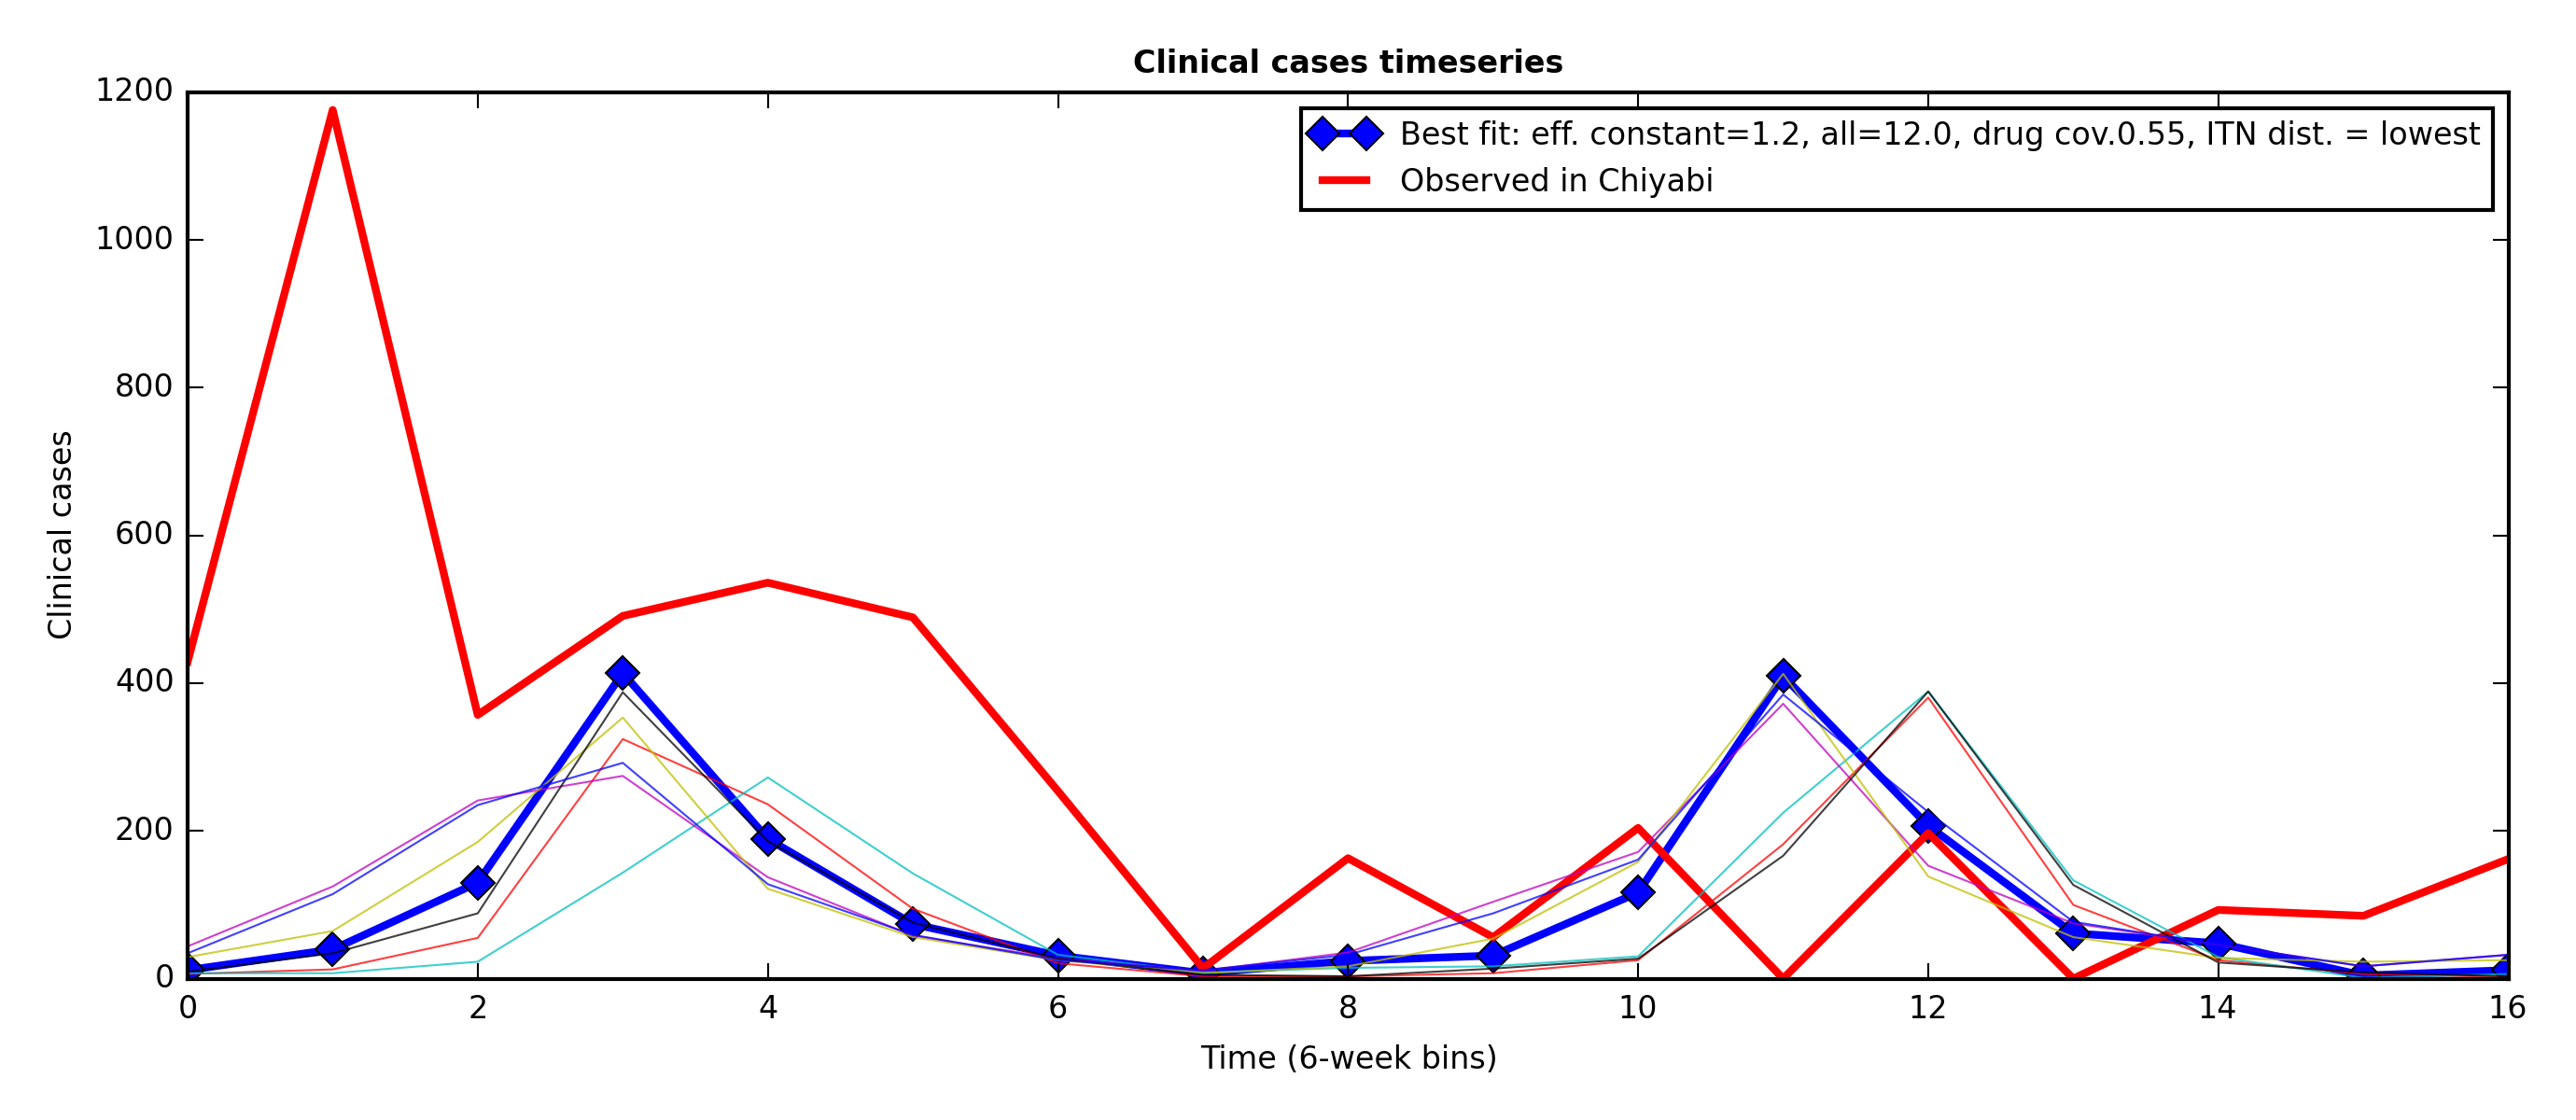 Clinical cases timeseries
1200
1000
800
600
400
200
0
Clinical cases
Best fit: eff. constant=1.2, all=12.0, drug cov.0.55, ITN dist. = lowest
Observed in Chiyabi
0 2 4 6 8 10 12 14 16
Time (6-week bins)